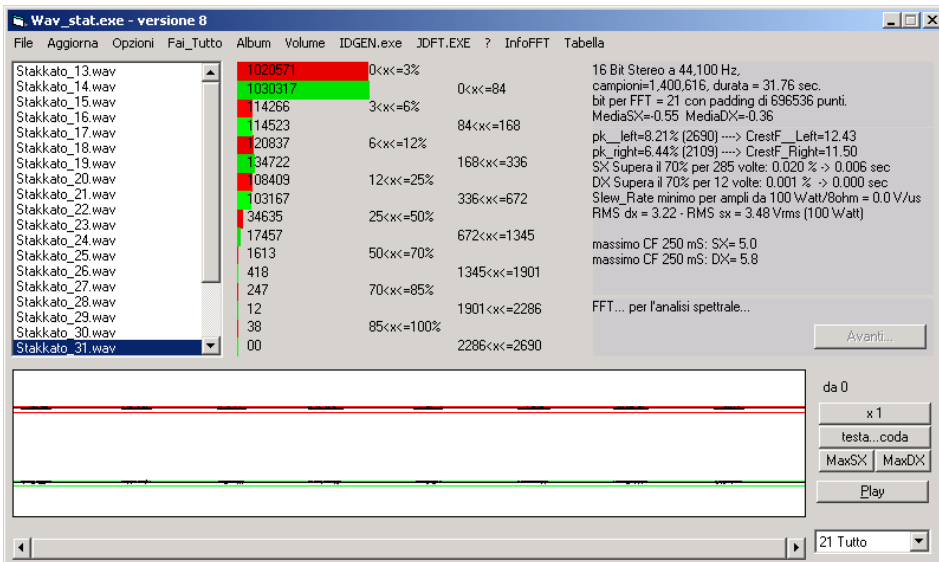 Wav_stat.exe - versione 8
File Aggiorna Opzioni Fai_Tutto Album Volume IDGEN.exe JDFT.EXE ? InfoFFT Tabella
Stakkato_13.wav
Stakkato_14.wav
Stakkato_15.wav
Stakkato_16.wav
Stakkato_17.wav
Stakkato_18.wav
Stakkato_19.wav
Stakkato_20.wav
Stakkato_21.wav
Stakkato_22.wav
Stakkato_23.wav
Stakkato_24.wav
Stakkato_25.wav
Stakkato_26.wav
Stakkato_27.wav
Stakkato_28.wav
Stakkato_29.wav
Stakkato_30.wav
Stakkato_31.wav
1020571 0<x<=3%
1030317 0<x<=84
114266 3<x<=6%
114523 84<x<=168
120837 6<x<=12%
134722 168<x<=336
108409 12<x<=25%
103167 336<x<=672
34635 25<x<=50%
17457 672<x<=1345
1613 50<x<=70%
418 1345<x<=1901
247 70<x<=85%
12 1901<x<=2286
38 85<x<=100%
00 2286<x<=2690
16 Bit Stereo a 44,100 Hz,
campioni=1,400,616, durata = 31.76 sec.
bit per FFT = 21 con padding di 696536 punti.
MediaSX=-0.55 MediaDX=-0.36
pk__left=8.21% (2690) ----> CrestF__Left=12.43
pk_right=6.44% (2109) ----> CrestF_Right=11.50
SX Supera il 70% per 285 volte: 0.020 % -> 0.006 sec
DX Supera il 70% per 12 volte: 0.001 % -> 0.000 sec
Slew_Rate minimo per ampli da 100 Watt/8ohm = 0.0 V/us
RMS dx = 3.22 - RMS sx = 3.48 Vrms (100 Watt)
massimo CF 250 mS: SX= 5.0
massimo CF 250 mS: DX= 5.8
FFT... per l'analisi spettrale...
Avanti...
da 0
x 1
testa...coda
MaxSX MaxDX
Play
21 Tutto